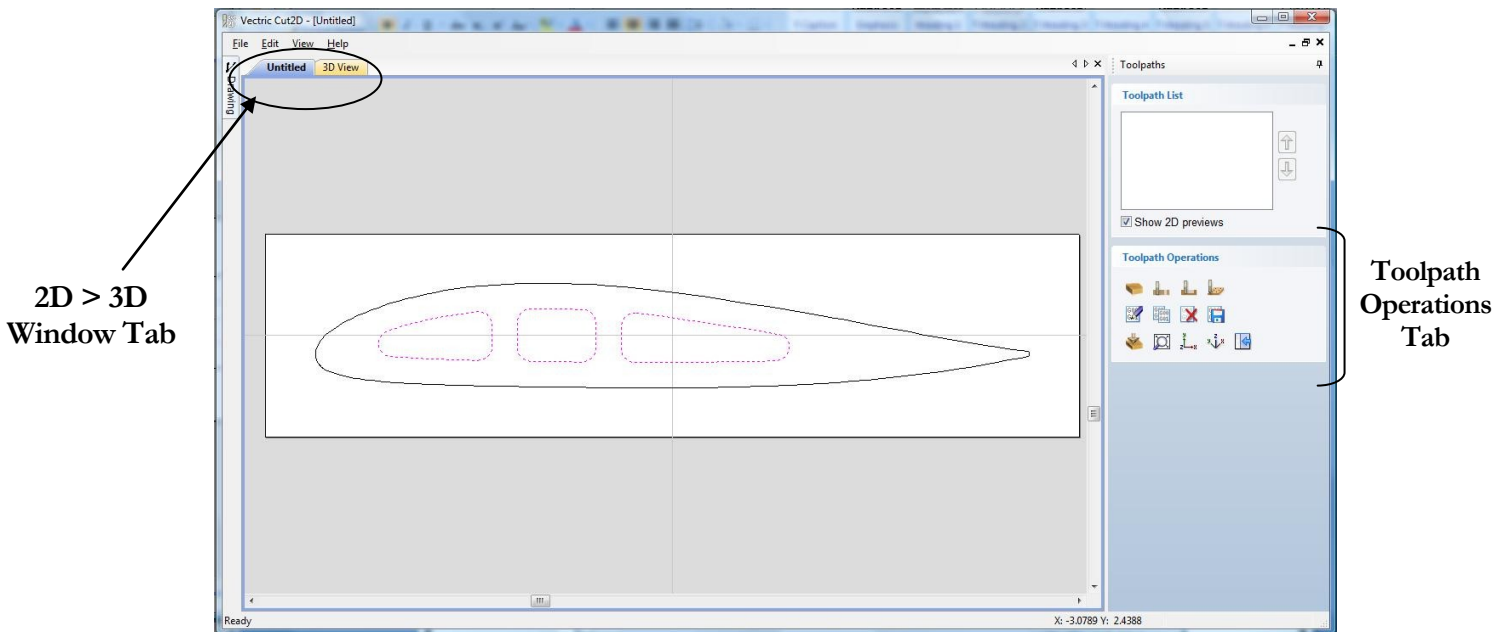 Vectric Cut2D - [Untitled]
File Edit View Help
Drawing
Untitled 3D View
Toolpaths
Toolpath List
Show 2D previews
Toolpath Operations
2D > 3D
Window Tab
Toolpath
Operations
Tab
Ready
X: -3.0789 Y: 2.4388